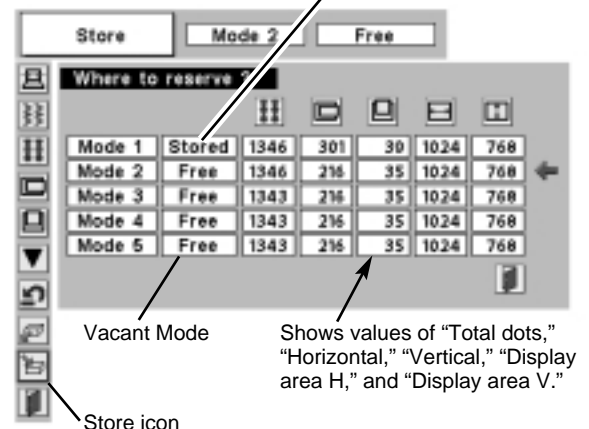 Store Mode 2 Free
Where to reserve
Mode 1 Stored 1346 301 30 1024 768
Mode 2 Free 1346 216 35 1024 768
Mode 3 Free 1343 216 35 1024 768
Mode 4 Free 1343 216 35 1024 768
Mode 5 Free 1343 216 35 1024 768
Vacant Mode
Shows values of “Total dots,”
“Horizontal,” “Vertical,” “Display
area H,” and “Display area V.”
Store icon